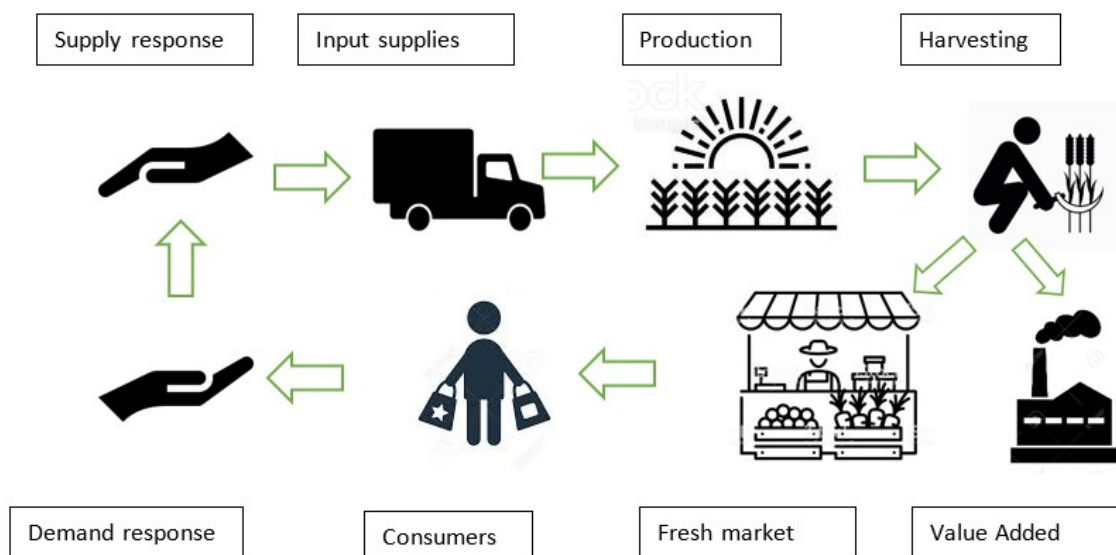 Supply response
Input supplies
Production
Harvesting
Demand response
Consumers
Fresh market
Value Added